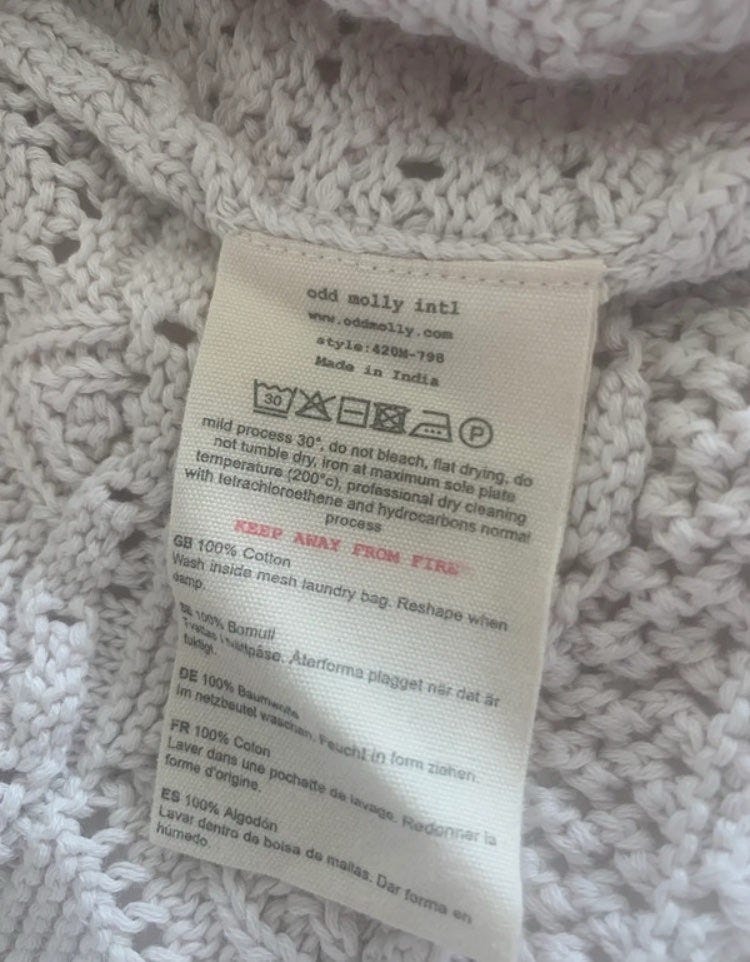 odd molly intl
www.oddmolly.com
style:420M-798
Made in India
30 P
mild process 30°, do not bleach, flat drying, do
not tumble dry, iron at maximum sole plate
temperature (200°c), professional dry cleaning
with tetrachloroethene and hydrocarbons normal
process
KEEP AWAY FROM FIRE
GB 100% Cotton
Wash inside mesh laundry bag. Reshape when
damp.
SE 100% Bomull
Tvättas i tvättpåse. Återforma plagget när det är
fuktigt.
DE 100% Baumwolle
Im netzbeutel waschen. Feucht in form ziehen.
FR 100% Coton
Laver dans une pochette de lavage. Redonner la
forme d'origine.
ES 100% Algodón
Lavar dentro de bolsa de mallas. Dar forma en
húmedo.